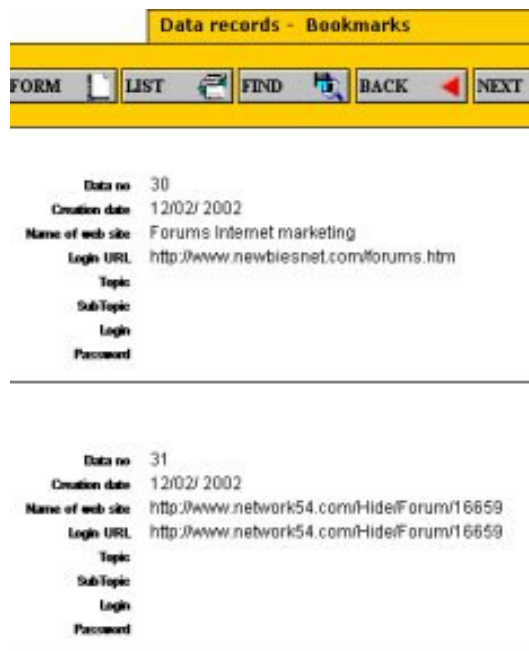 Data records - Bookmarks
FORM LIST FIND BACK NEXT
Data no 30
Creation date 12/02/ 2002
Name of web site Forums Internet marketing
Login URL http://www.newbiesnet.com/forums.htm
Topic
SubTopic
Login
Password
Data no 31
Creation date 12/02/ 2002
Name of web site http://www.network54.com/Hide/Forum/16659
Login URL http://www.network54.com/Hide/Forum/16659
Topic
SubTopic
Login
Password